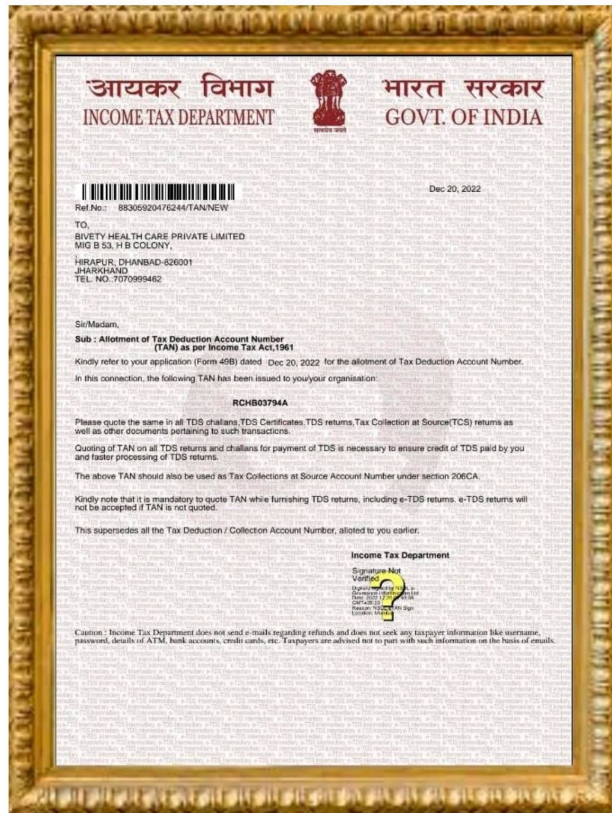 आयकर विभाग
INCOME TAX DEPARTMENT
सत्यमेव जयते
भारत सरकार
GOVT. OF INDIA
Dec 20, 2022
Ref.No.: 88305920476244/TAN/NEW
TO,
BIVETY HEALTH CARE PRIVATE LIMITED
MIG B 53, H B COLONY,
HIRAPUR, DHANBAD-826001
JHARKHAND
TEL. NO.:7070999462
Sir/Madam,
Sub : Allotment of Tax Deduction Account Number
(TAN) as per Income Tax Act,1961
Kindly refer to your application (Form 49B) dated Dec 20, 2022 for the allotment of Tax Deduction Account Number.
In this connection, the following TAN has been issued to you/your organisation:
RCHB03794A
Please quote the same in all TDS challans,TDS Certificates,TDS returns,Tax Collection at Source(TCS) returns as
well as other documents pertaining to such transactions.
Quoting of TAN on all TDS returns and challans for payment of TDS is necessary to ensure credit of TDS paid by you
and faster processing of TDS returns.
The above TAN should also be used as Tax Collections at Source Account Number under section 206CA.
Kindly note that it is mandatory to quote TAN while furnishing TDS returns, including e-TDS returns. e-TDS returns will
not be accepted if TAN is not quoted.
This supersedes all the Tax Deduction / Collection Account Number, alloted to you earlier.
Income Tax Department
Signature Not
Verified
?
Caution : Income Tax Department does not send e-mails regarding refunds and does not seek any taxpayer information like username,
password, details of ATM, bank accounts, credit cards, etc. Taxpayers are advised not to part with such information on the basis of emails.